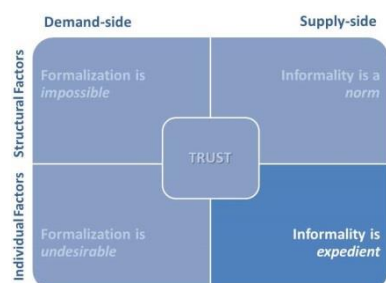 Demand-side
Supply-side
Structural Factors
Formalization is
impossible
Informality is a
norm
TRUST
Individual Factors
Formalization is
undesirable
Informality is
expedient